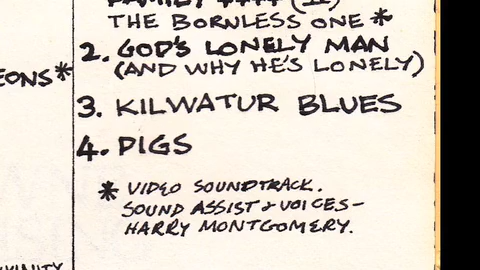 THE BORNLESS ONE *
2. GOD'S LONELY MAN
(AND WHY HE'S LONELY)
EONS *
3. KILWATUR BLUES
4. PIGS
* VIDEO SOUNDTRACK.
SOUND ASSIST & VOICES -
HARRY MONTGOMERY.